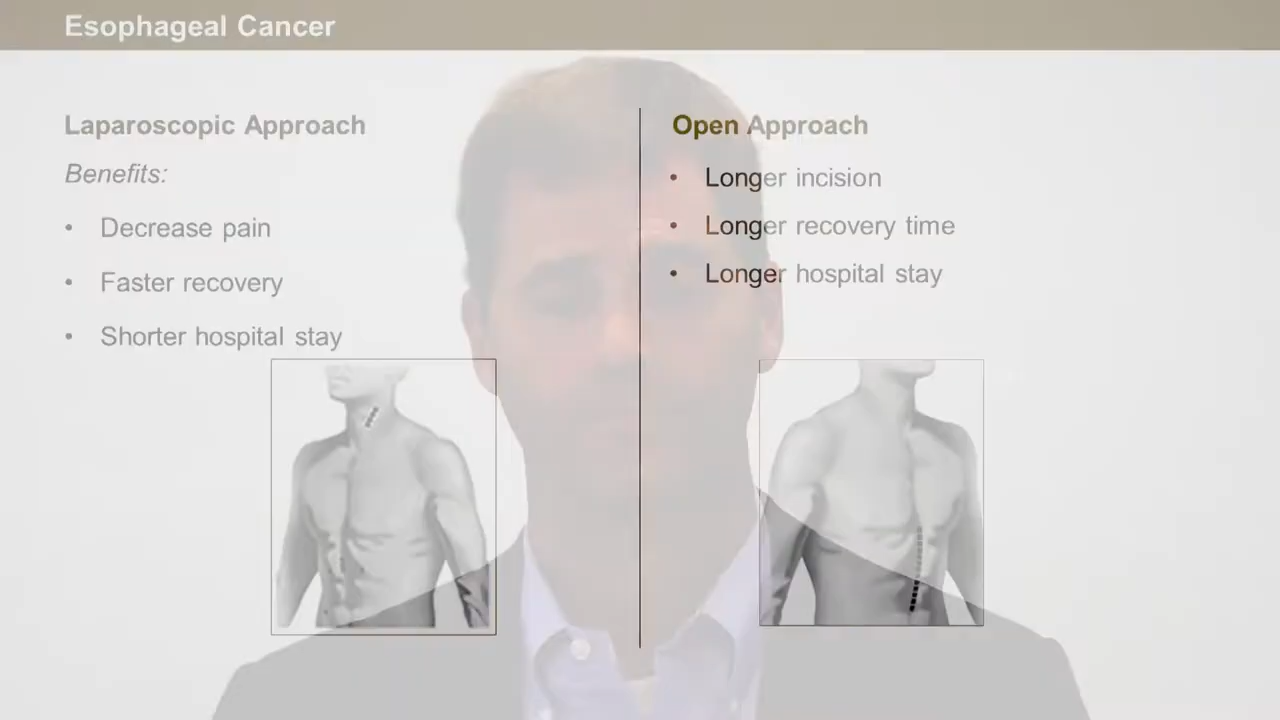 Esophageal Cancer
Laparoscopic Approach
Benefits:
• Decrease pain
• Faster recovery
• Shorter hospital stay
Open Approach
• Longer incision
• Longer recovery time
• Longer hospital stay